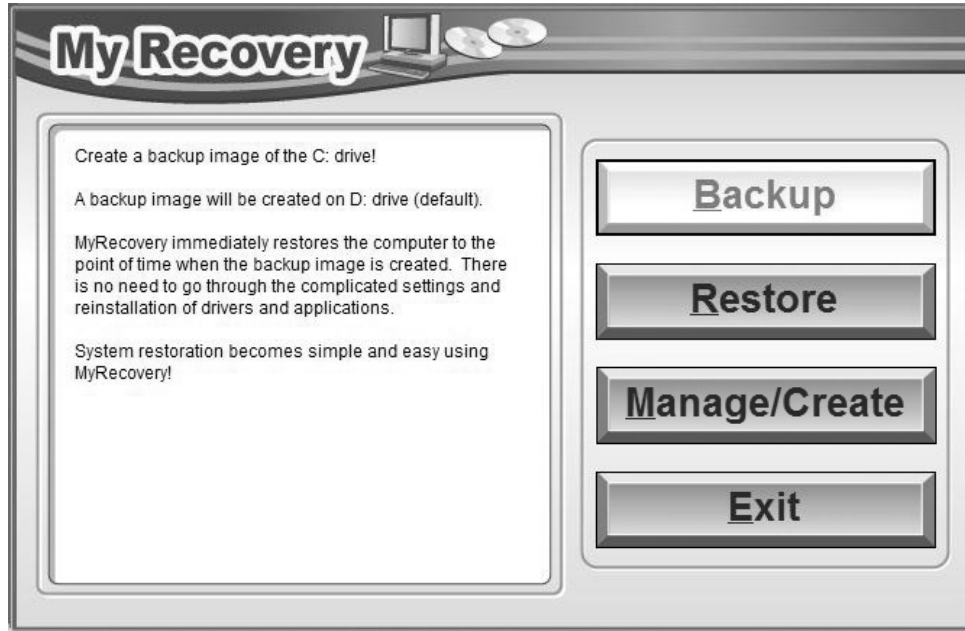 My Recovery
Create a backup image of the C: drive!
A backup image will be created on D: drive (default).
MyRecovery immediately restores the computer to the
point of time when the backup image is created.  There
is no need to go through the complicated settings and
reinstallation of drivers and applications.
System restoration becomes simple and easy using
MyRecovery!
Backup
Restore
Manage/Create
Exit